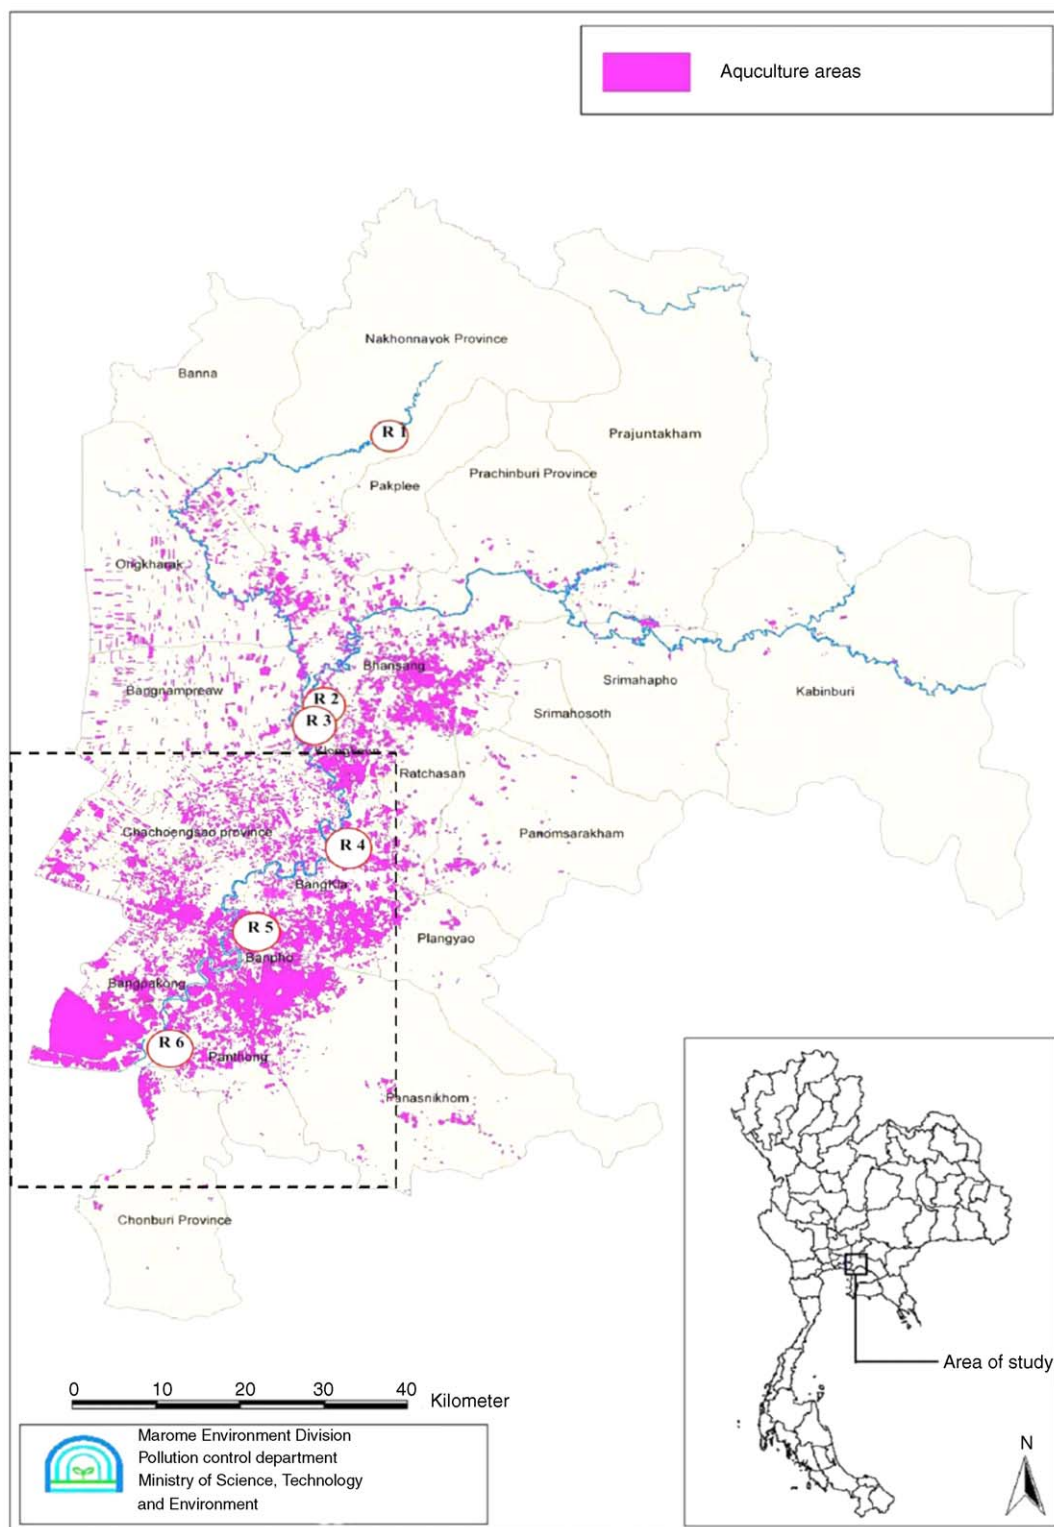 Aquculture areas
Nakhonnayok Province
Banna
R 1
Prajuntakham
Prachinburi Province
Pakplee
Ongkharak
Bhansang
Srimahapho
Bangnampreaw
Kabinburi
R 2
Srimahosoth
R 3
Ratchasan
Chachoengsao province
Panomsarakham
R 4
BangKla
R 5
Plangyao
Banpho
Bangpakong
R 6
Panthong
Panasnikhom
Chonburi Province
Area of study
0 10 20 30 40 Kilometer
N
Marome Environment Division
Pollution control department
Ministry of Science, Technology
and Environment